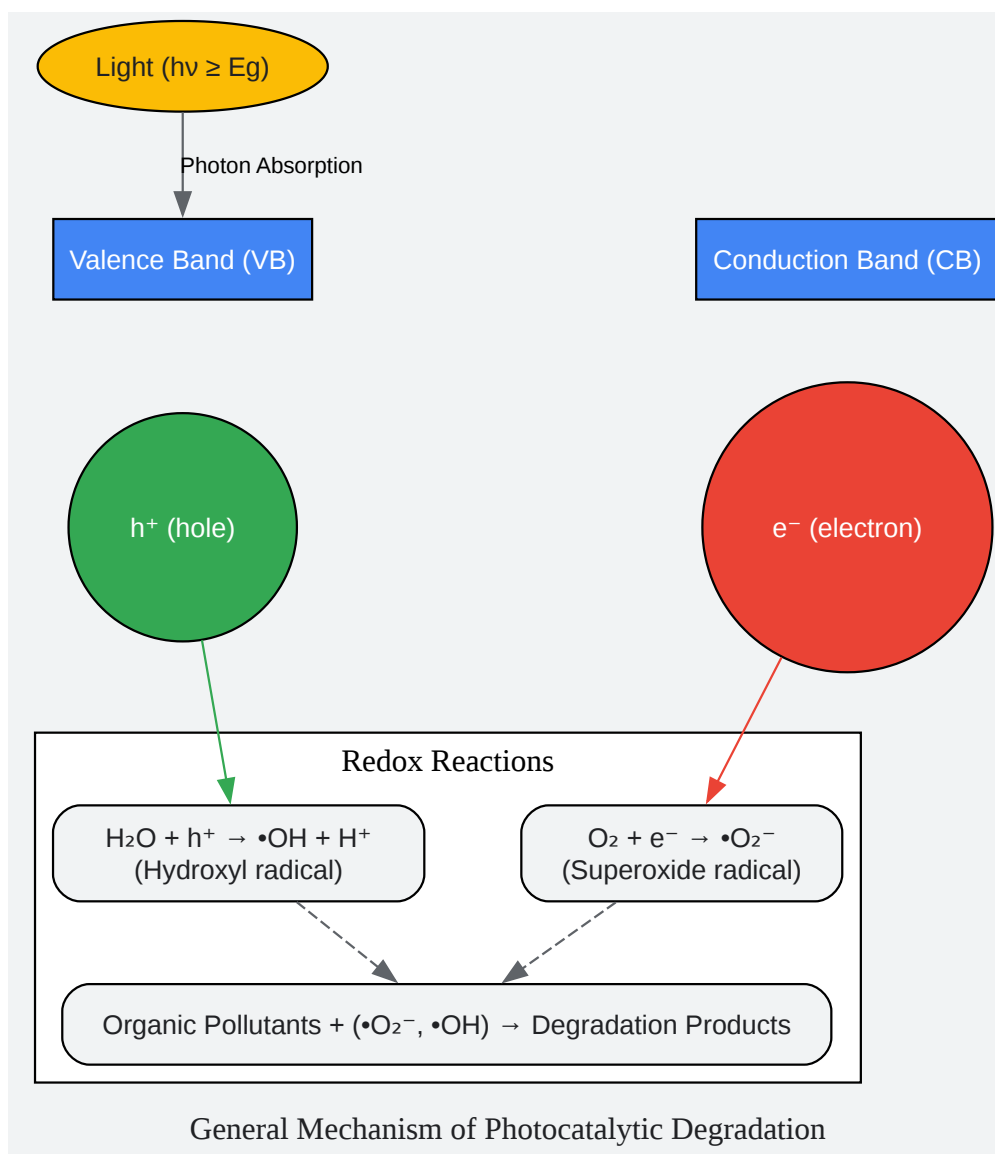 Light (hν ≥ Eg)
Photon Absorption
Valence Band (VB)
Conduction Band (CB)
h⁺ (hole)
e⁻ (electron)
Redox Reactions
H₂O + h⁺ → •OH + H⁺
(Hydroxyl radical)
O₂ + e⁻ → •O₂⁻
(Superoxide radical)
Organic Pollutants + (•O₂⁻, •OH) → Degradation Products
General Mechanism of Photocatalytic Degradation